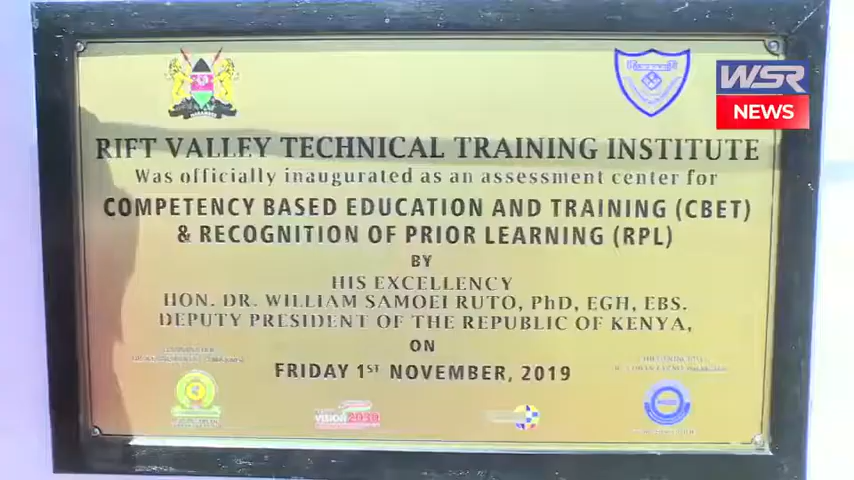 WSR
NEWS
RIFT VALLEY TECHNICAL TRAINING INSTITUTE
Was officially inaugurated as an assessment center for
COMPETENCY BASED EDUCATION AND TRAINING (CBET)
& RECOGNITION OF PRIOR LEARNING (RPL)
BY
HIS EXCELLENCY
HON. DR. WILLIAM SAMOEI RUTO, PhD, EGH, EBS.
DEPUTY PRESIDENT OF THE REPUBLIC OF KENYA,
ON
FRIDAY 1ST NOVEMBER, 2019
VISION 2030